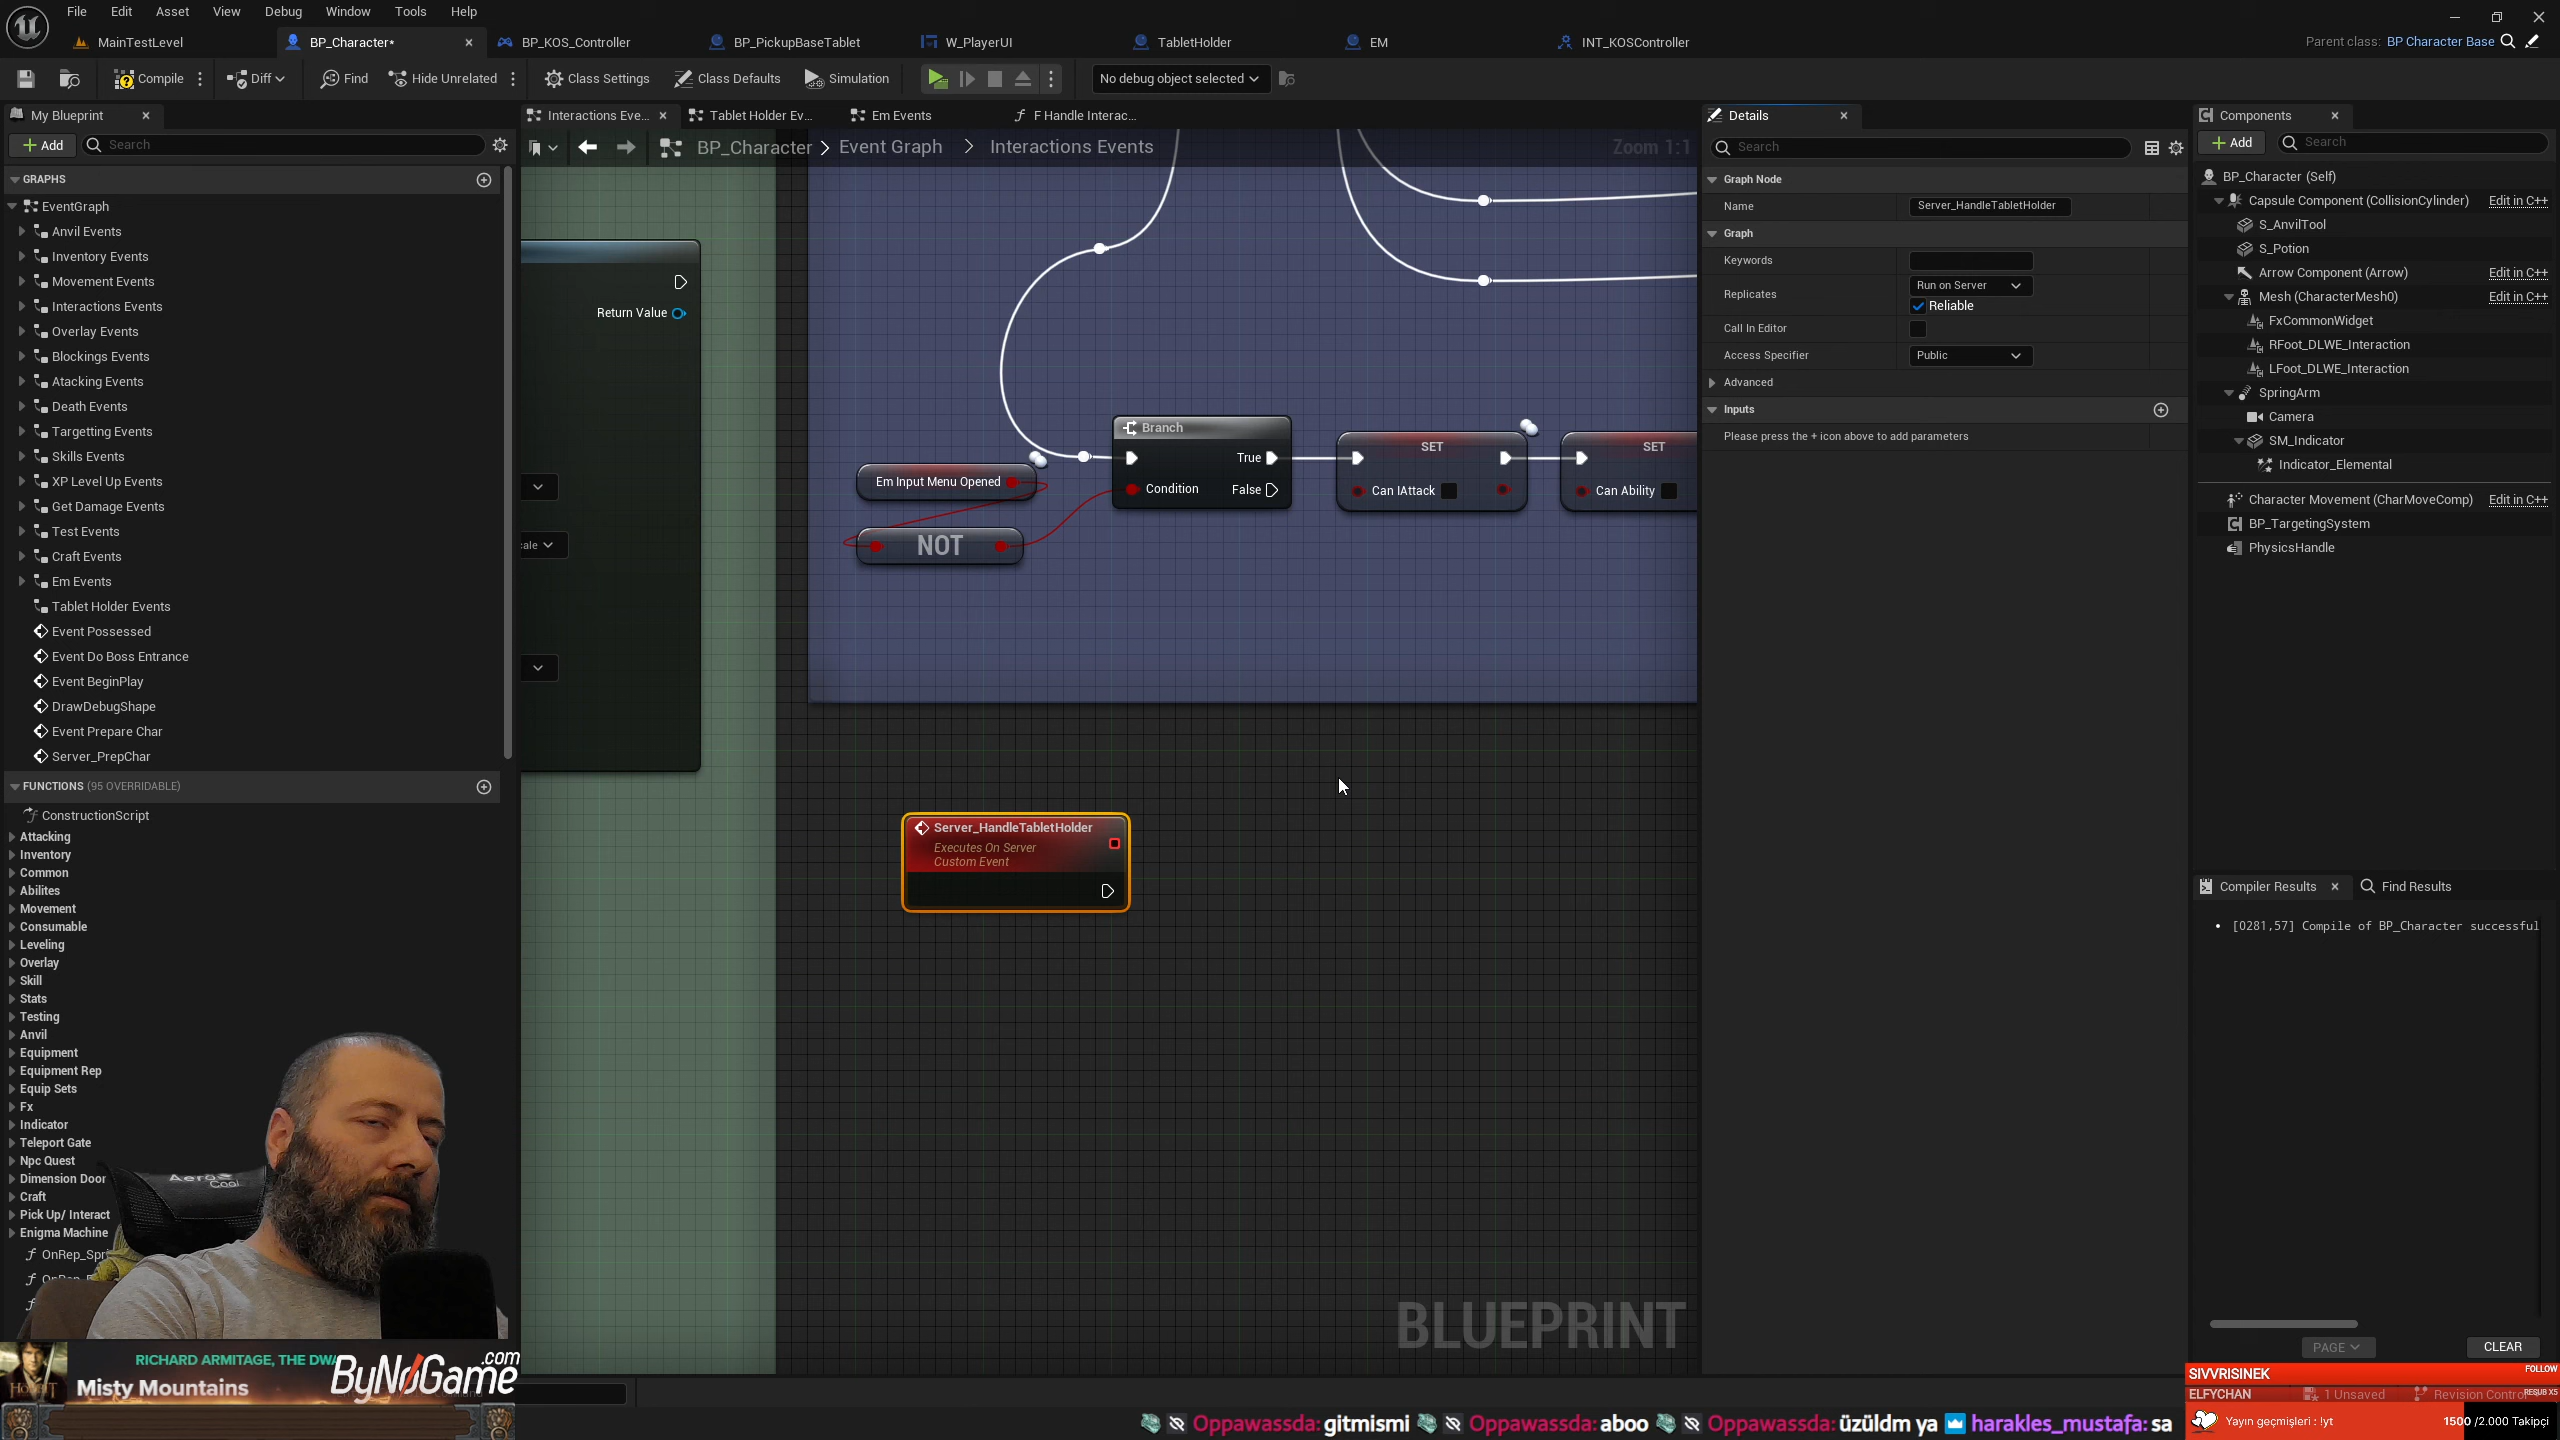 File Edit View Asset Debug Window Tools Help
MainTestLevel
BP_Character*
BP_KOS_Controller
BP_PickupBaseTablet
W_PlayerUI
TabletHolder
EM
INT_KOSController
Parent class: BP Character Base
Compile
Diff
Find
Hide Unrelated
Class Settings
Class Defaults
Simulation
No debug object selected
My Blueprint
Add
Search
GRAPHS
EventGraph
Anvil Events
Inventory Events
Movement Events
Interactions Events
Overlay Events
Blockings Events
Atacking Events
Death Events
Targetting Events
Skills Events
XP Level Up Events
Get Damage Events
Test Events
Craft Events
Em Events
Tablet Holder Events
Event Possessed
Event Do Boss Entrance
Event BeginPlay
DrawDebugShape
Event Prepare Char
Server_PrepChar
FUNCTIONS (95 OVERRIDABLE)
ConstructionScript
Attacking
Inventory
Common
Abilites
Movement
Consumable
Leveling
Overlay
Skill
Stats
Testing
Anvil
Equipment
Equipment Rep
Equip Sets
Fx
Indicator
Teleport Gate
Npc Quest
Dimension Door
Craft
Pick Up/ Interact
Enigma Machine
OnRep_Spri
Interactions Eve...
Tablet Holder Ev...
Em Events
F Handle Interac...
BP_Character > Event Graph > Interactions Events
Zoom 1:1
Return Value
cale
Em Input Menu Opened
NOT
Branch
True
Condition
False
SET
Can IAttack
SET
Can Ability
Server_HandleTabletHolder
Executes On Server
Custom Event
BLUEPRINT
Details
Search
Graph Node
Name
Server_HandleTabletHolder
Graph
Keywords
Replicates
Run on Server
Reliable
Call In Editor
Access Specifier
Public
Advanced
Inputs
Please press the + icon above to add parameters
Components
Add
Search
BP_Character (Self)
Capsule Component (CollisionCylinder) Edit in C++
S_AnvilTool
S_Potion
Arrow Component (Arrow) Edit in C++
Mesh (CharacterMesh0) Edit in C++
FxCommonWidget
RFoot_DLWE_Interaction
LFoot_DLWE_Interaction
SpringArm
Camera
SM_Indicator
Indicator_Elemental
Character Movement (CharMoveComp) Edit in C++
BP_TargetingSystem
PhysicsHandle
Compiler Results
Find Results
[0281,57] Compile of BP_Character successful
PAGE
CLEAR
Aero
Cool
HOBBIT
RICHARD ARMITAGE, THE DWA
Misty Mountains
ByNoGame.com
Oppawassda: gitmismi Oppawassda: aboo Oppawassda: üzüldm ya harakles_mustafa: sa
SIVVRISINEK FOLLOW
ELFYCHAN RESUB X5
1 Unsaved
Revision Contro
Yayın geçmişleri : !yt
1500 /2.000 Takipçi